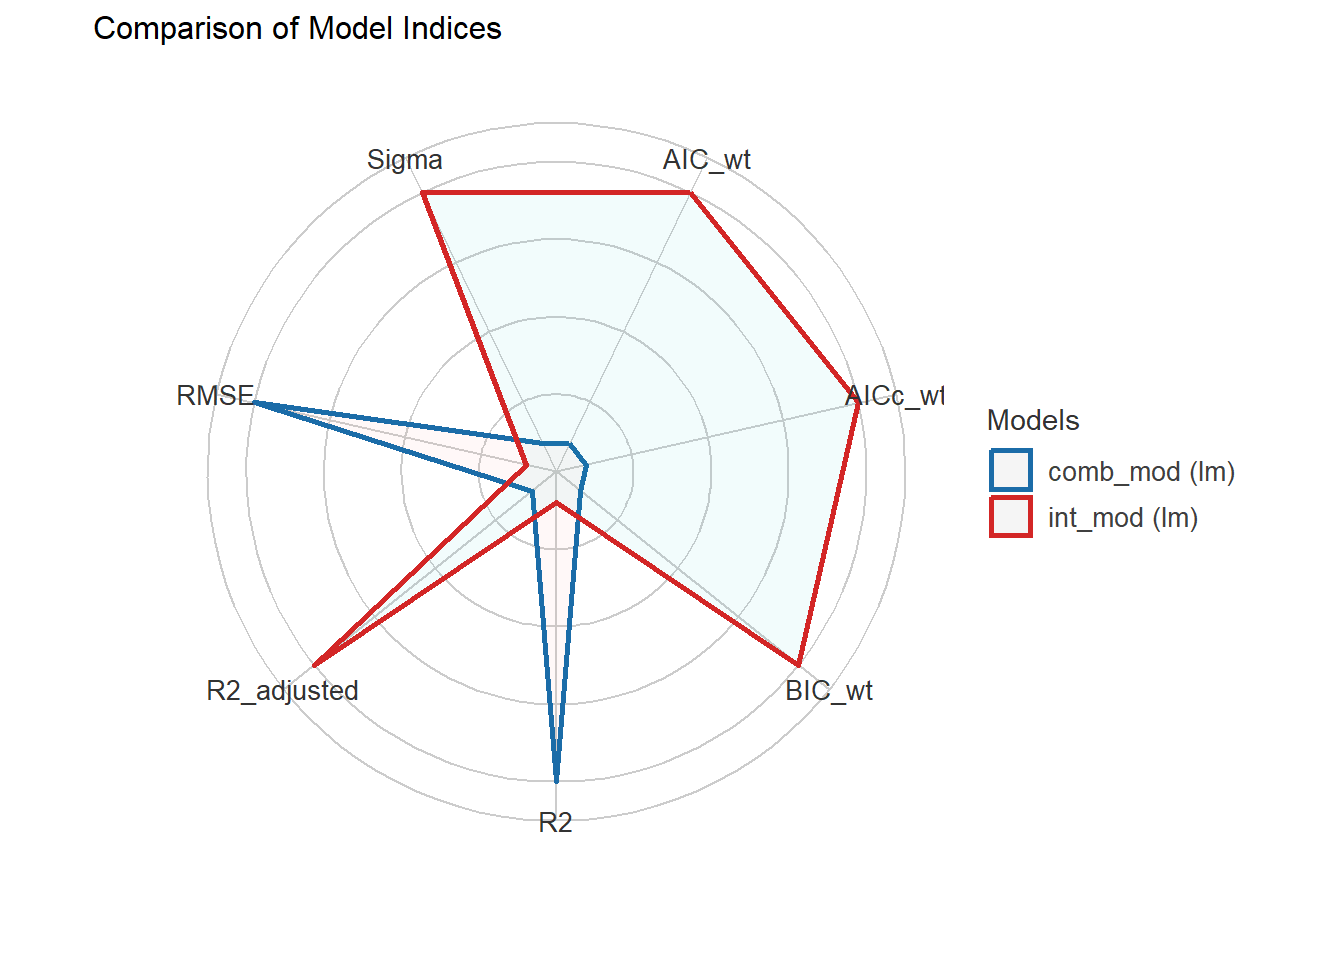 Comparison of Model Indices
Sigma
AIC_wt
RMSE
AICc_wt
Models
comb_mod (lm)
int_mod (lm)
R2_adjusted
BIC_wt
R2